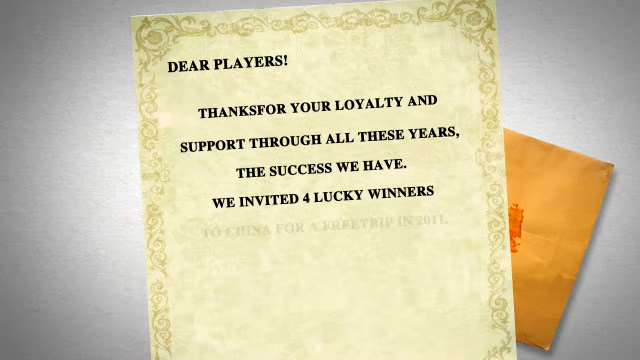 DEAR PLAYERS!
THANKSFOR YOUR LOYALTY AND
SUPPORT THROUGH ALL THESE YEARS,
THE SUCCESS WE HAVE.
WE INVITED 4 LUCKY WINNERS
TO CHINA FOR A FREETRIP IN 2011.